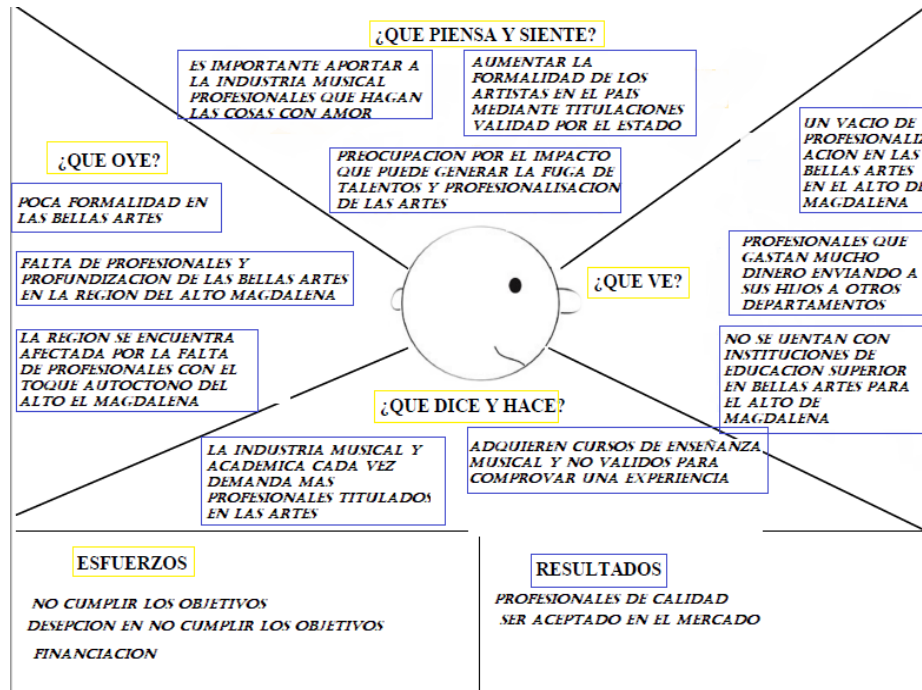 ¿QUE PIENSA Y SIENTE?
ES IMPORTANTE APORTAR A
LA INDUSTRIA MUSICAL
PROFESIONALES QUE HAGAN
LAS COSAS CON AMOR
AUMENTAR LA
FORMALIDAD DE LOS
ARTISTAS EN EL PAIS
MEDIANTE TITULACIONES
VALIDAD POR EL ESTADO
PREOCUPACION POR EL IMPACTO
QUE PUEDE GENERAR LA FUGA DE
TALENTOS Y PROFESIONALISACION
DE LAS ARTES
¿QUE OYE?
POCA FORMALIDAD EN
LAS BELLAS ARTES
FALTA DE PROFESIONALES Y
PROFUNDIZACION DE LAS BELLAS ARTES
EN LA REGION DEL ALTO MAGDALENA
LA REGION SE ENCUENTRA
AFECTADA POR LA FALTA
DE PROFESIONALES CON EL
TOQUE AUTOCTONO DEL
ALTO EL MAGDALENA
¿QUE VE?
UN VACIO DE
PROFESIONALIZ
ACION EN LAS
BELLAS ARTES
EN EL ALTO DE
MAGDALENA
PROFESIONALES QUE
GASTAN MUCHO
DINERO ENVIANDO A
SUS HIJOS A OTROS
DEPARTAMENTOS
NO SE UENTAN CON
INSTITUCIONES DE
EDUCACION SUPERIOR
EN BELLAS ARTES PARA
EL ALTO DE
MAGDALENA
¿QUE DICE Y HACE?
LA INDUSTRIA MUSICAL Y
ACADEMICA CADA VEZ
DEMANDA MAS
PROFESIONALES TITULADOS
EN LAS ARTES
ADQUIEREN CURSOS DE ENSEÑANZA
MUSICAL Y NO VALIDOS PARA
COMPROVAR UNA EXPERIENCIA
ESFUERZOS
NO CUMPLIR LOS OBJETIVOS
DESEPCION EN NO CUMPLIR LOS OBJETIVOS
FINANCIACION
RESULTADOS
PROFESIONALES DE CALIDAD
SER ACEPTADO EN EL MERCADO